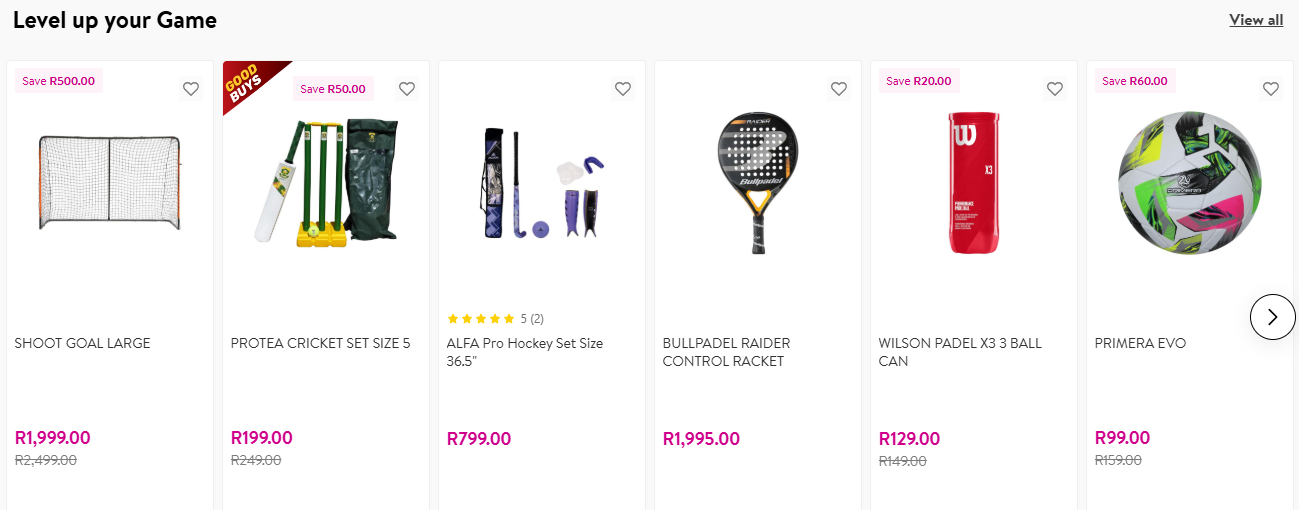 Level up your Game
View all
Save R500.00
GOOD
BUYS
Save R50.00
Save R20.00
Save R60.00
RAIDER
Bullpadel
W
X3
5 (2)
SHOOT GOAL LARGE
PROTEA CRICKET SET SIZE 5
ALFA Pro Hockey Set Size
36.5"
BULLPADEL RAIDER
CONTROL RACKET
WILSON PADEL X3 3 BALL
CAN
PRIMERA EVO
R1,999.00
R2,499.00
R199.00
R249.00
R799.00
R1,995.00
R129.00
R149.00
R99.00
R159.00